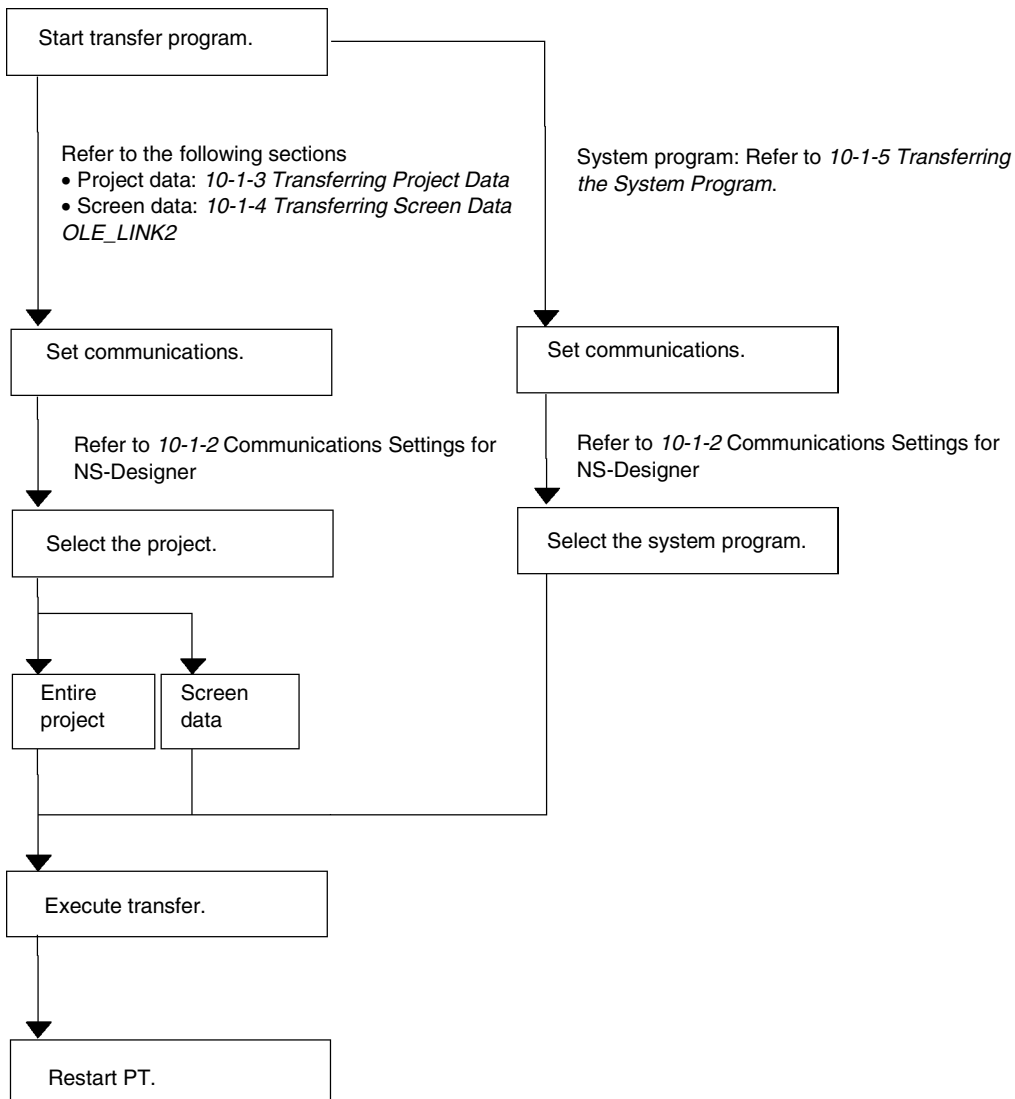 Start transfer program.
Refer to the following sections
• Project data: 10-1-3 Transferring Project Data
• Screen data: 10-1-4 Transferring Screen Data
OLE_LINK2
System program: Refer to 10-1-5 Transferring
the System Program.
Set communications.
Set communications.
Refer to 10-1-2 Communications Settings for
NS-Designer
Refer to 10-1-2 Communications Settings for
NS-Designer
Select the project.
Select the system program.
Entire
project
Screen
data
Execute transfer.
Restart PT.